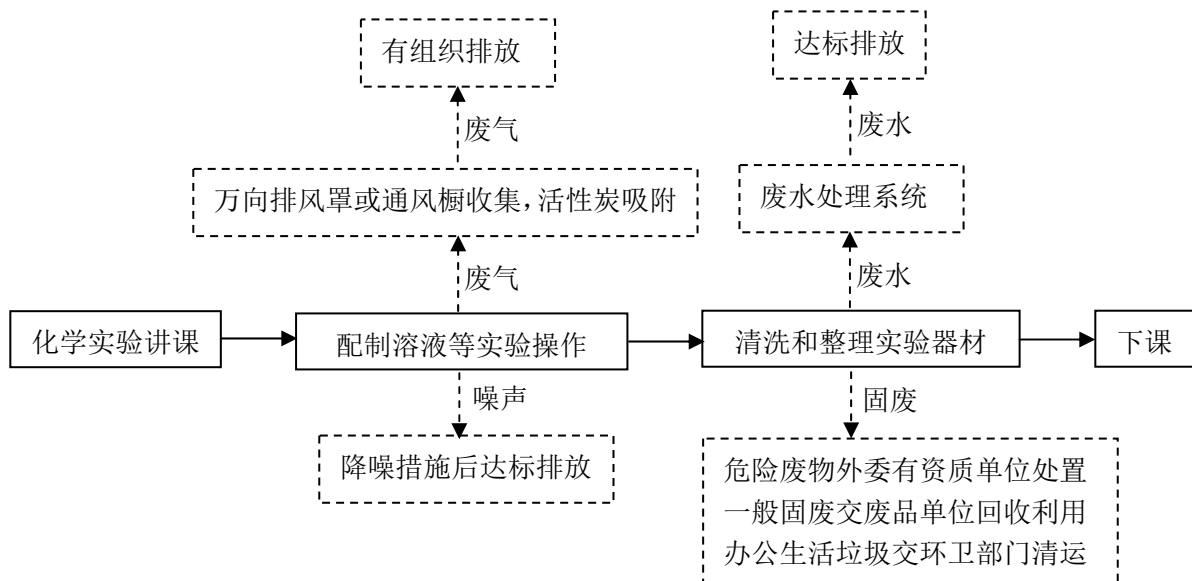 有组织排放
达标排放
废气
废水
万向排风罩或通风橱收集，活性炭吸附
废水处理系统
废气
废水
化学实验讲课
配制溶液等实验操作
清洗和整理实验器材
下课
噪声
固废
降噪措施后达标排放
危险废物外委有资质单位处置
一般固废交废品单位回收利用
办公生活垃圾交环卫部门清运